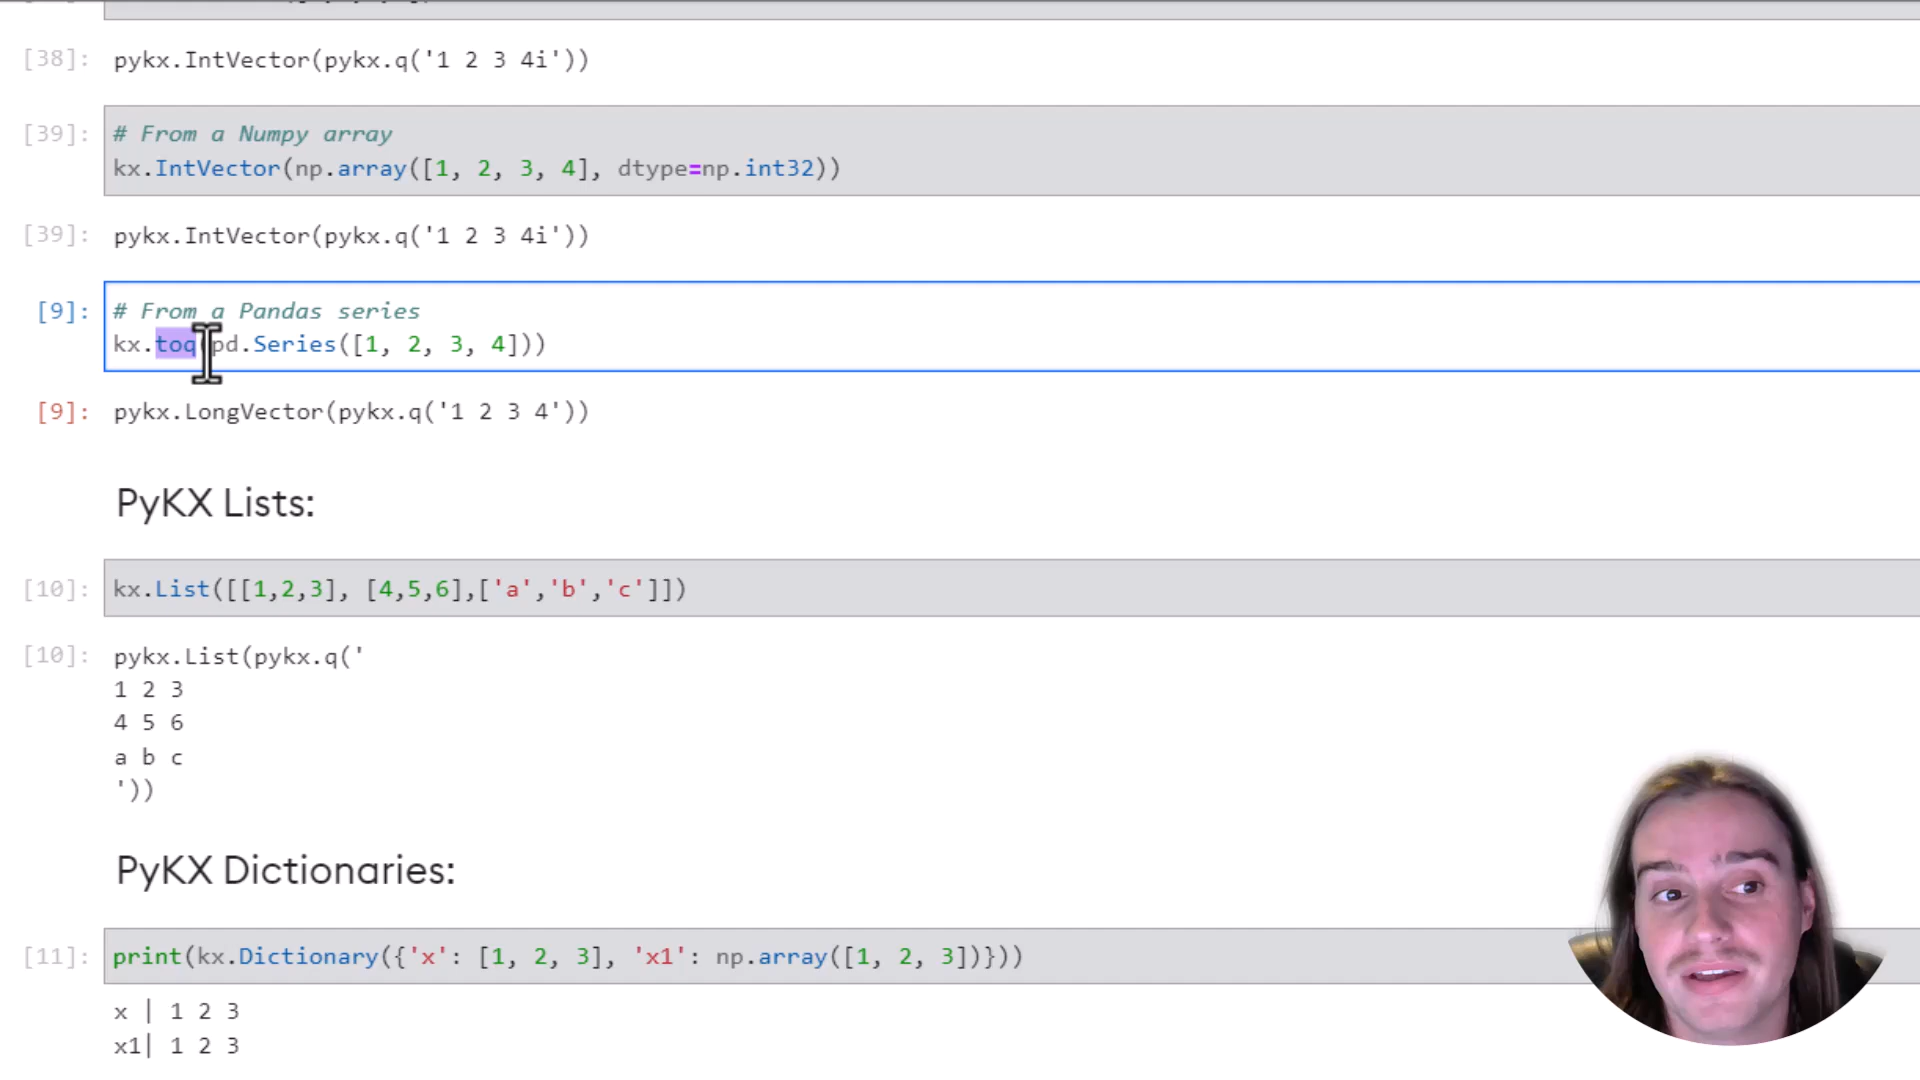 [38]: pykx.IntVector(pykx.q('1 2 3 4i'))
[39]: # From a Numpy array
kx.IntVector(np.array([1, 2, 3, 4], dtype=np.int32))
[39]: pykx.IntVector(pykx.q('1 2 3 4i'))
[9]: # From a Pandas series
kx.toq(pd.Series([1, 2, 3, 4]))
[9]: pykx.LongVector(pykx.q('1 2 3 4'))
PyKX Lists:
[10]: kx.List([[1,2,3], [4,5,6],['a','b','c']])
[10]: pykx.List(pykx.q('
1 2 3
4 5 6
a b c
'))
PyKX Dictionaries:
[11]: print(kx.Dictionary({'x': [1, 2, 3], 'x1': np.array([1, 2, 3])}))
x | 1 2 3
x1| 1 2 3